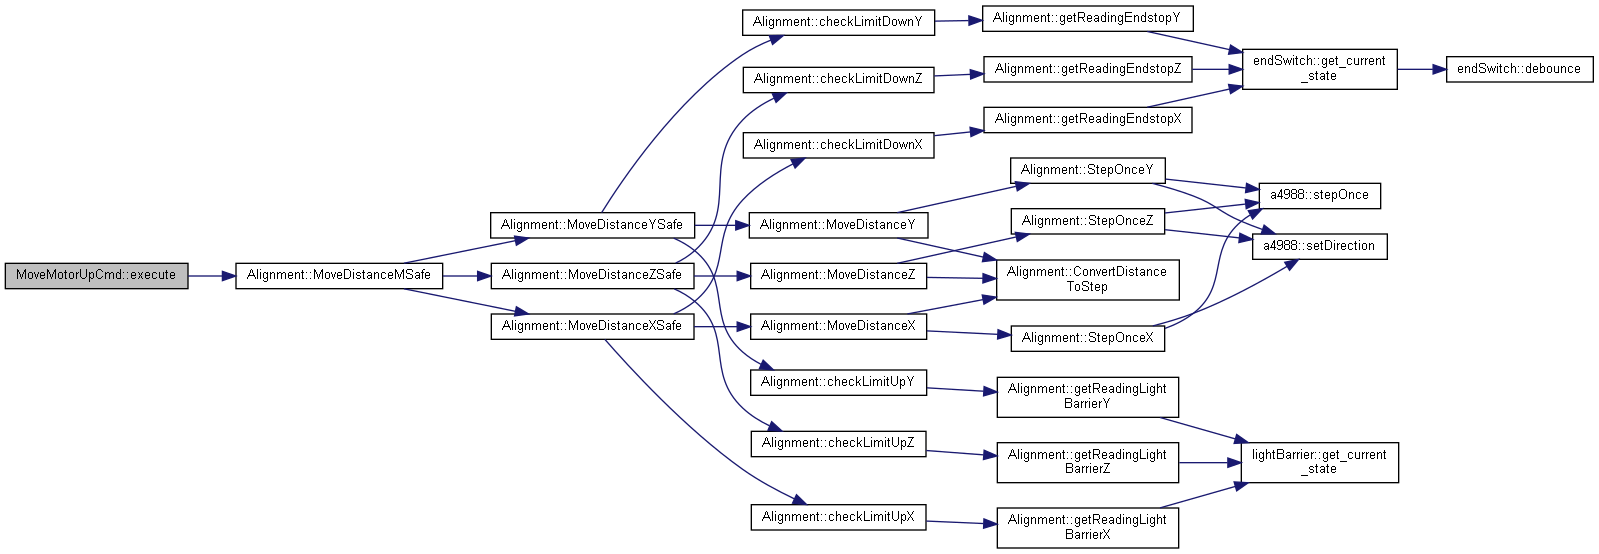 MoveMotorUpCmd::execute
Alignment::MoveDistanceMSafe
Alignment::MoveDistanceYSafe
Alignment::MoveDistanceZSafe
Alignment::MoveDistanceXSafe
Alignment::checkLimitDownY
Alignment::checkLimitDownZ
Alignment::checkLimitDownX
Alignment::MoveDistanceY
Alignment::MoveDistanceZ
Alignment::MoveDistanceX
Alignment::checkLimitUpY
Alignment::checkLimitUpZ
Alignment::checkLimitUpX
Alignment::getReadingEndstopY
Alignment::getReadingEndstopZ
Alignment::getReadingEndstopX
Alignment::StepOnceY
Alignment::StepOnceZ
Alignment::ConvertDistance
ToStep
Alignment::StepOnceX
Alignment::getReadingLight
BarrierY
Alignment::getReadingLight
BarrierZ
Alignment::getReadingLight
BarrierX
endSwitch::get_current
_state
a4988::stepOnce
a4988::setDirection
lightBarrier::get_current
_state
endSwitch::debounce